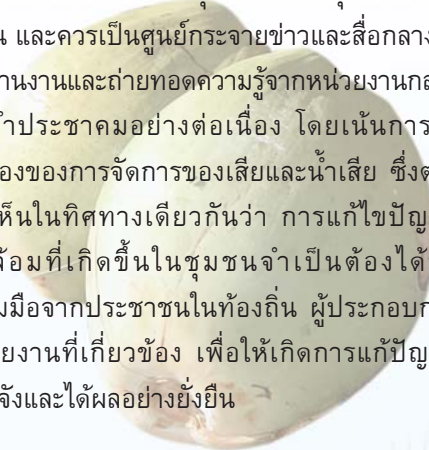 และควรเป็นศูนย์กระจายข่าวและสื่อกลาง
านงานและถ่ายทอดความรู้จากหน่วยงานกล
ำประชาคมอย่างต่อเนื่อง โดยเน้นการ
องของการจัดการของเสียและน้ำเสีย ซึ่งต
ห็นในทิศทางเดียวกันว่า การแก้ไขปัญ
ล้อมที่เกิดขึ้นในชุมชนจำเป็นต้องได้
มมือจากประชาชนในท้องถิ่น ผู้ประกอบก
ยงานที่เกี่ยวข้อง เพื่อให้เกิดการแก้ปัญ
จังและได้ผลอย่างยั่งยืน